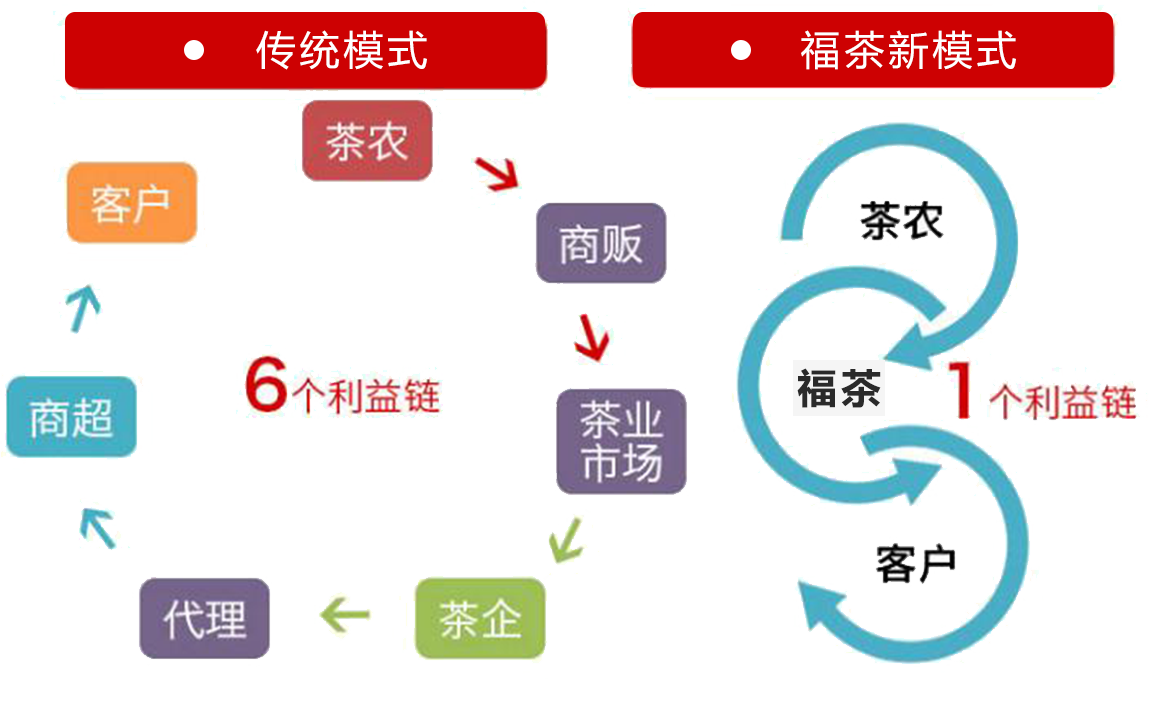 • 传统模式
• 福茶新模式
茶农
客户
商贩
6个利益链
商超
茶业
市场
代理
茶企
茶农
福茶
1个利益链
客户